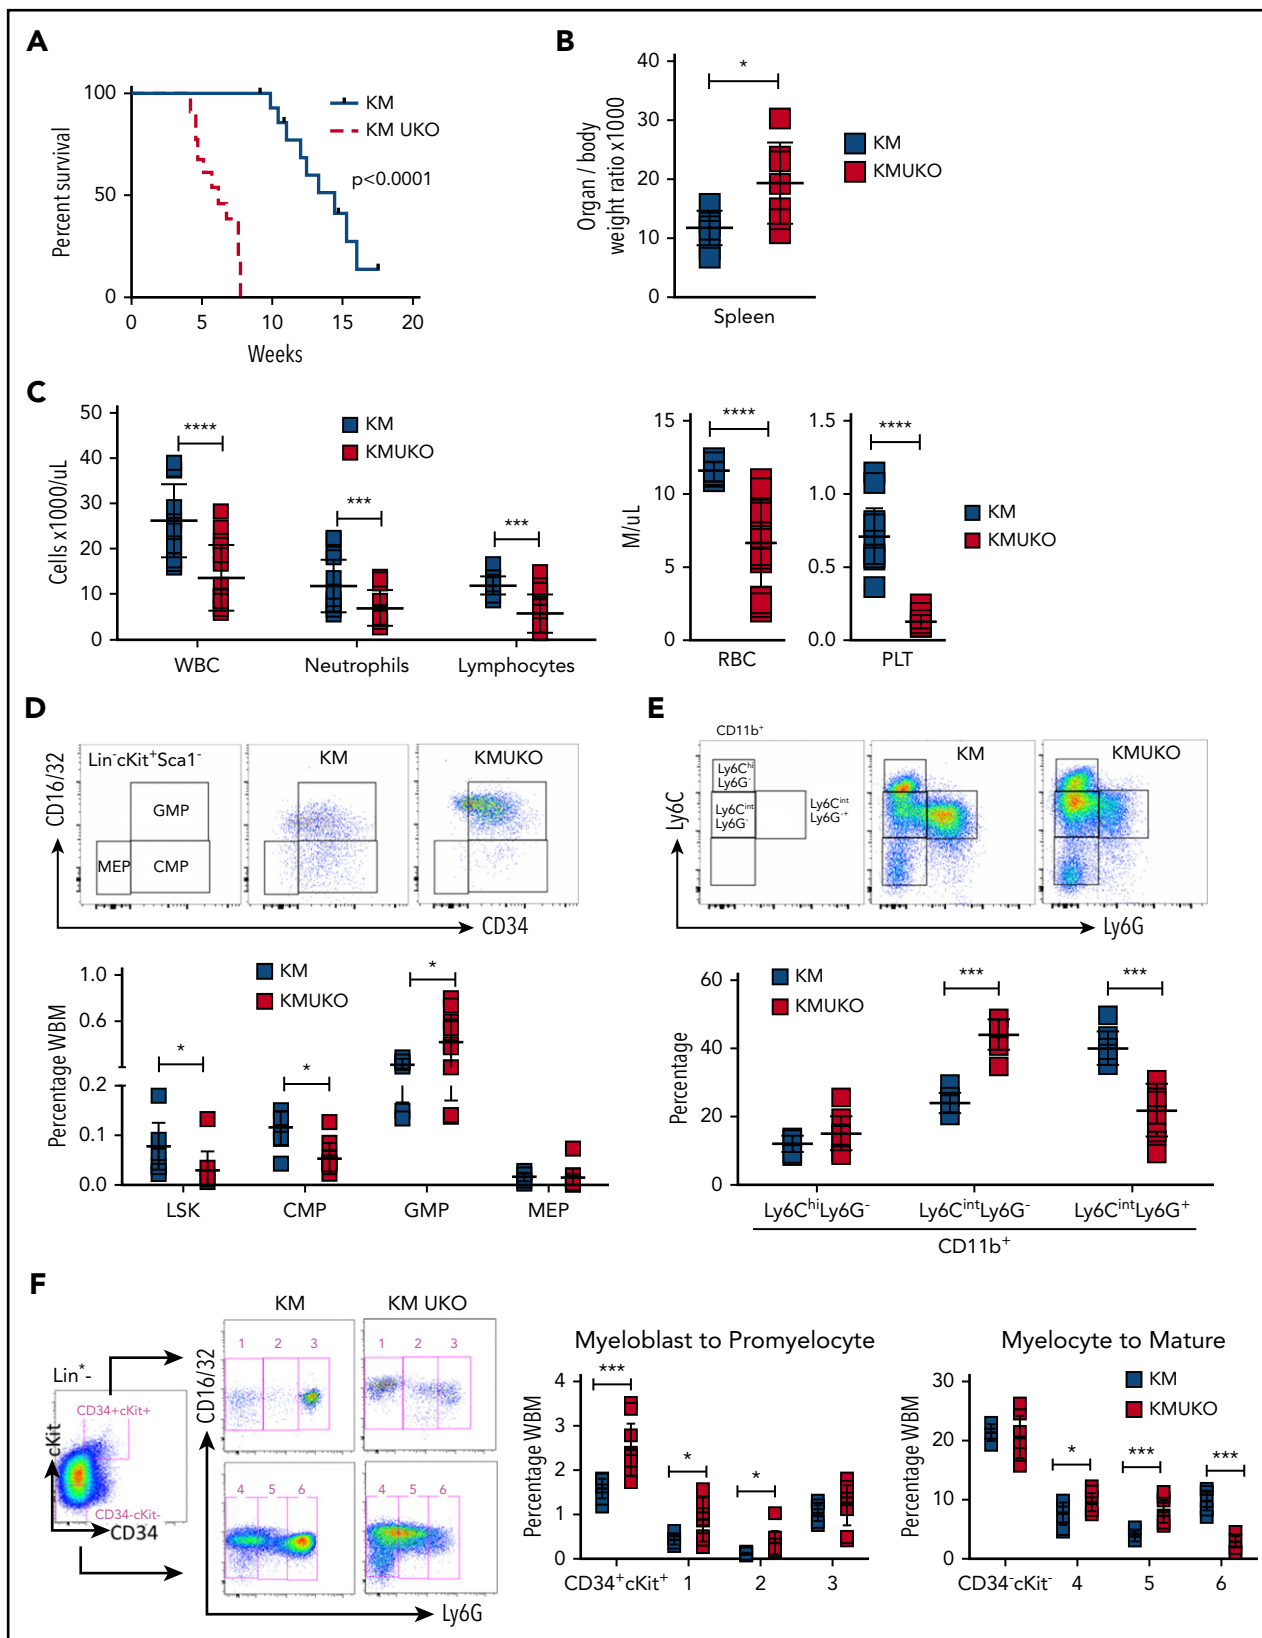 A
100
50
0
Percent survival
KM
KM UKO
p<0.0001
0 5 10 15 20
Weeks
B
40
30
20
10
0
Organ / body
weight ratio x1000
*
KM
KMUKO
Spleen
C
50
40
30
20
10
0
Cells x1000/uL
****
***
***
KM
KMUKO
WBC Neutrophils Lymphocytes
15
10
5
0
M/uL
****
RBC
1.5
1.0
0.5
0.0
****
PLT
KM
KMUKO
D
CD16/32
Lin-cKit+Sca1-
GMP
MEP
CMP
KM
KMUKO
CD34
1.0
0.6
0.2
0.1
0.0
Percentage WBM
KM
KMUKO
*
*
*
LSK CMP GMP MEP
E
Ly6C
CD11b+
Ly6Chi
Ly6G-
Ly6Cint
Ly6G-
Ly6Cint
Ly6G-+
KM
KMUKO
Ly6G
60
40
20
0
Percentage
KM
KMUKO
***
***
Ly6ChiLy6G- Ly6CintLy6G- Ly6CintLy6G+
CD11b+
F
Lin*-
CD34+cKit+
cKit
CD34-cKit-
CD34
KM
KM UKO
CD16/32
1 2 3
1 2 3
4 5 6
4 5 6
Ly6G
Myeloblast to Promyelocyte
4
3
2
1
0
Percentage WBM
***
*
*
CD34+cKit+ 1 2 3
Myelocyte to Mature
30
20
10
0
Percentage WBM
KM
KMUKO
*
***
***
CD34-cKit- 4 5 6